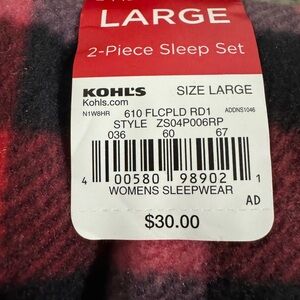 LARGE
2-Piece Sleep Set
KOHL'S SIZE LARGE
Kohls.com
N1W8HR 610 FLCPLD RD1 ADDNS1046
STYLE ZS04P006RP
036 60 67
4 00580 98902 1
WOMENS SLEEPWEAR
AD
$30.00